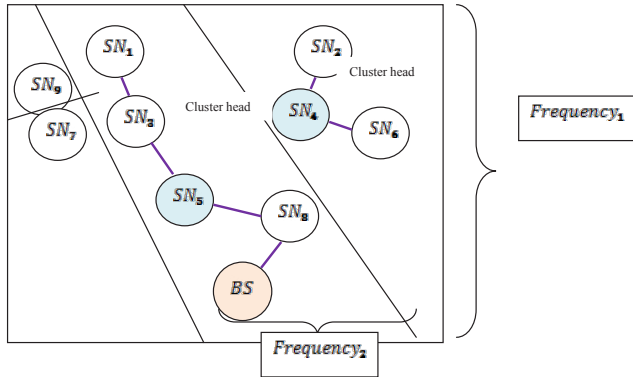 SN₁
SN₂
Cluster head
SN₉
Cluster head
SN₄
Frequency₁
SN₃
SN₇
SN₆
SN₅
SN₈
BS
Frequency₂